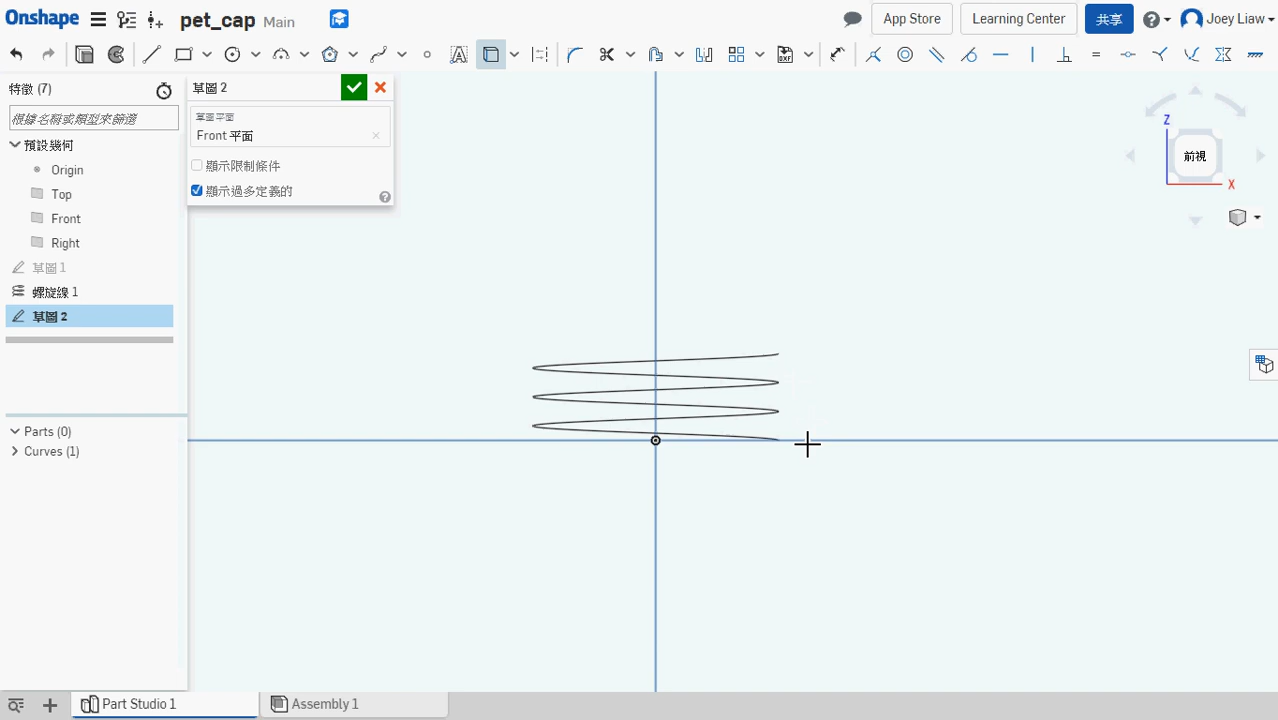 Onshape
pet_cap Main
App Store
Learning Center
共享
Joey Liaw
DXF
特徵 (7)
根據名稱或類型來篩選
預設幾何
Origin
Top
Front
Right
草圖 1
螺旋線 1
草圖 2
Parts (0)
Curves (1)
草圖 2
草圖平面
Front 平面
顯示限制條件
顯示過多定義的
Z
前視
X
Part Studio 1
Assembly 1